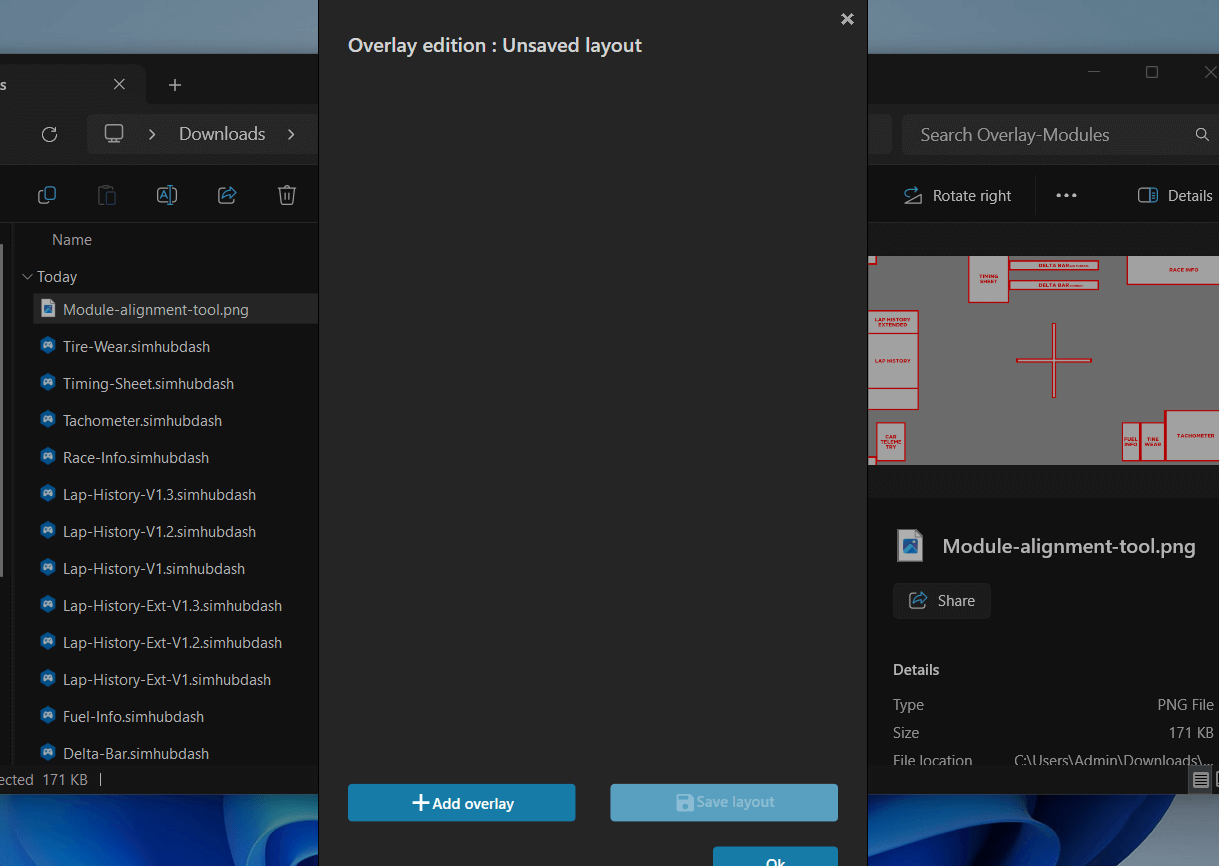 Overlay edition : Unsaved layout
s
Downloads
Name
Today
Module-alignment-tool.png
Tire-Wear.simhubdash
Timing-Sheet.simhubdash
Tachometer.simhubdash
Race-Info.simhubdash
Lap-History-V1.3.simhubdash
Lap-History-V1.2.simhubdash
Lap-History-V1.simhubdash
Lap-History-Ext-V1.3.simhubdash
Lap-History-Ext-V1.2.simhubdash
Lap-History-Ext-V1.simhubdash
Fuel-Info.simhubdash
Delta-Bar.simhubdash
ected 171 KB
Add overlay
Save layout
Ok
Search Overlay-Modules
Rotate right
Details
TIMING
SHEET
DELTA BAR
DELTA BAR
RACE INFO
LAP HISTORY
EXTENDED
LAP HISTORY
CAR
TELEME
TRY
FUEL
INFO
TIRE
WEAR
TACHOMETER
Module-alignment-tool.png
Share
Details
Type PNG File
Size 171 KB
File location C:\Users\Admin\Downloads\...